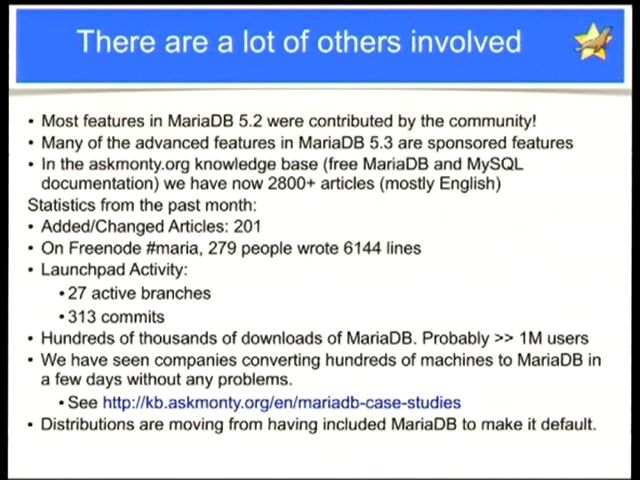 There are a lot of others involved
• Most features in MariaDB 5.2 were contributed by the community!
• Many of the advanced features in MariaDB 5.3 are sponsored features
• In the askmonty.org knowledge base (free MariaDB and MySQL
documentation) we have now 2800+ articles (mostly English)
Statistics from the past month:
• Added/Changed Articles: 201
• On Freenode #maria, 279 people wrote 6144 lines
• Launchpad Activity:
• 27 active branches
• 313 commits
• Hundreds of thousands of downloads of MariaDB. Probably >> 1M users
• We have seen companies converting hundreds of machines to MariaDB in
a few days without any problems.
• See http://kb.askmonty.org/en/mariadb-case-studies
• Distributions are moving from having included MariaDB to make it default.